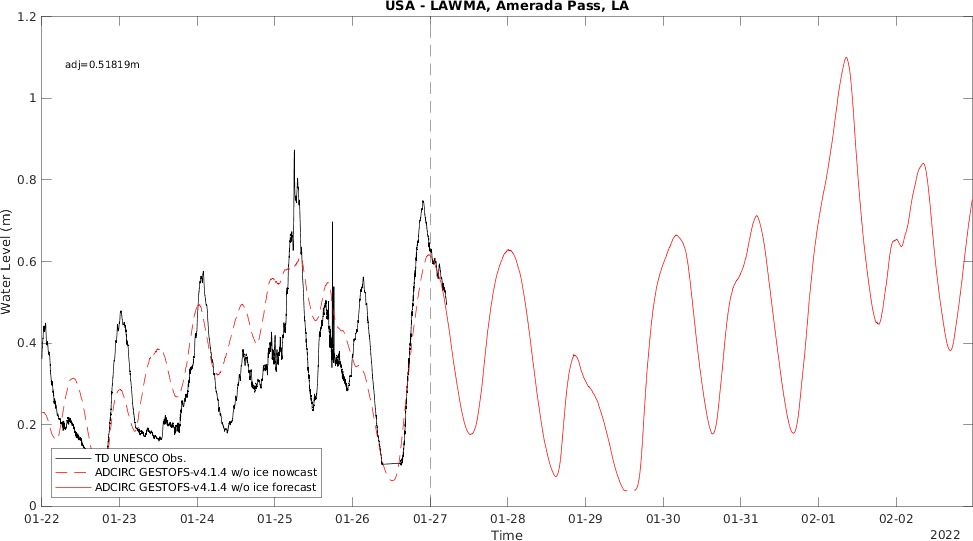 USA - LAWMA, Amerada Pass, LA
1.2
adj=0.51819m
1
0.8
0.6
0.4
0.2
0
Water Level (m)
TD UNESCO Obs.
ADCIRC GESTOFS-v4.1.4 w/o ice nowcast
ADCIRC GESTOFS-v4.1.4 w/o ice forecast
01-22 01-23 01-24 01-25 01-26 01-27 01-28 01-29 01-30 01-31 02-01 02-02
Time
2022